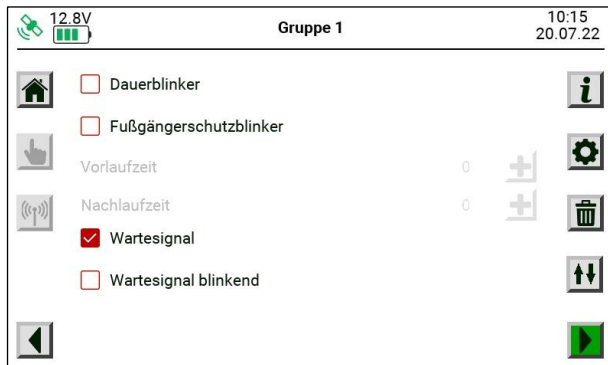 12.8V
Gruppe 1
10:15
20.07.22
Dauerblinker
Fußgängerschutzblinker
Vorlaufzeit 0
Nachlaufzeit 0
Wartesignal
Wartesignal blinkend